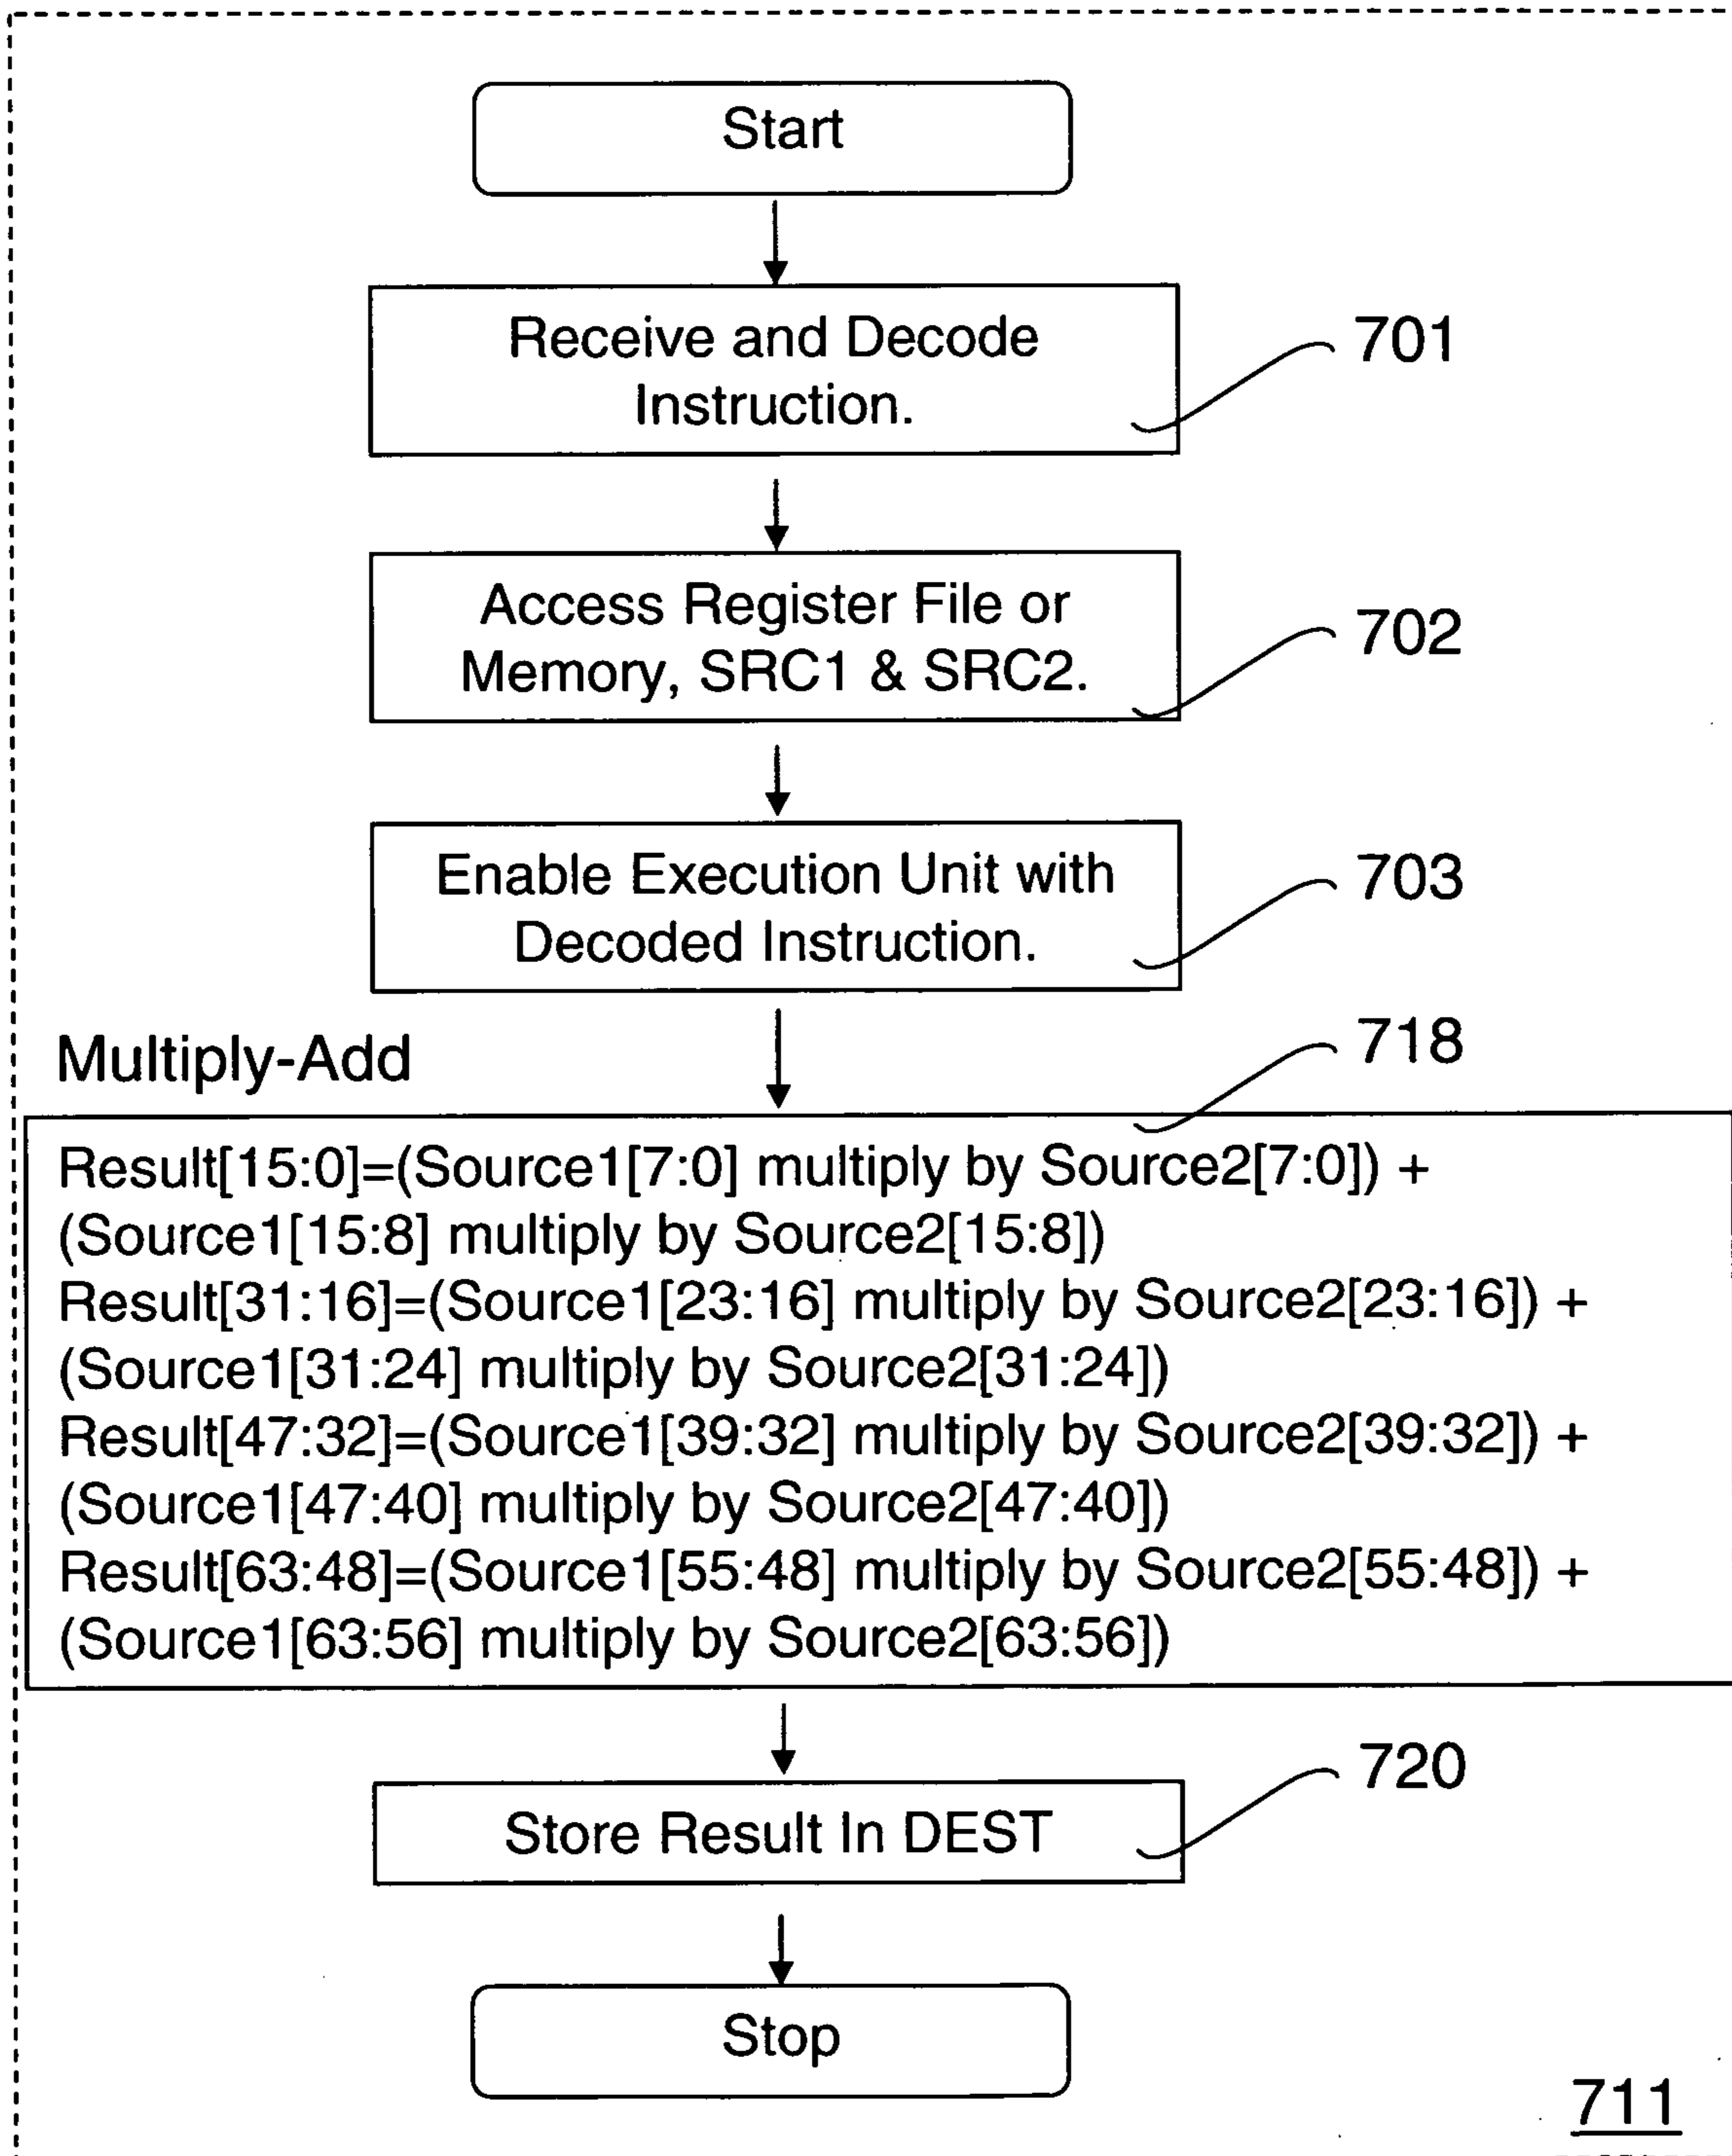 Start
Receive and Decode
Instruction.
701
Access Register File or
Memory, SRC1 & SRC2.
702
Enable Execution Unit with
Decoded Instruction.
703
Multiply-Add
718
Result[15:0]=(Source1[7:0] multiply by Source2[7:0]) +
(Source1[15:8] multiply by Source2[15:8])
Result[31:16]=(Source1[23:16] multiply by Source2[23:16]) +
(Source1[31:24] multiply by Source2[31:24])
Result[47:32]=(Source1[39:32] multiply by Source2[39:32]) +
(Source1[47:40] multiply by Source2[47:40])
Result[63:48]=(Source1[55:48] multiply by Source2[55:48]) +
(Source1[63:56] multiply by Source2[63:56])
Store Result In DEST
720
Stop
711